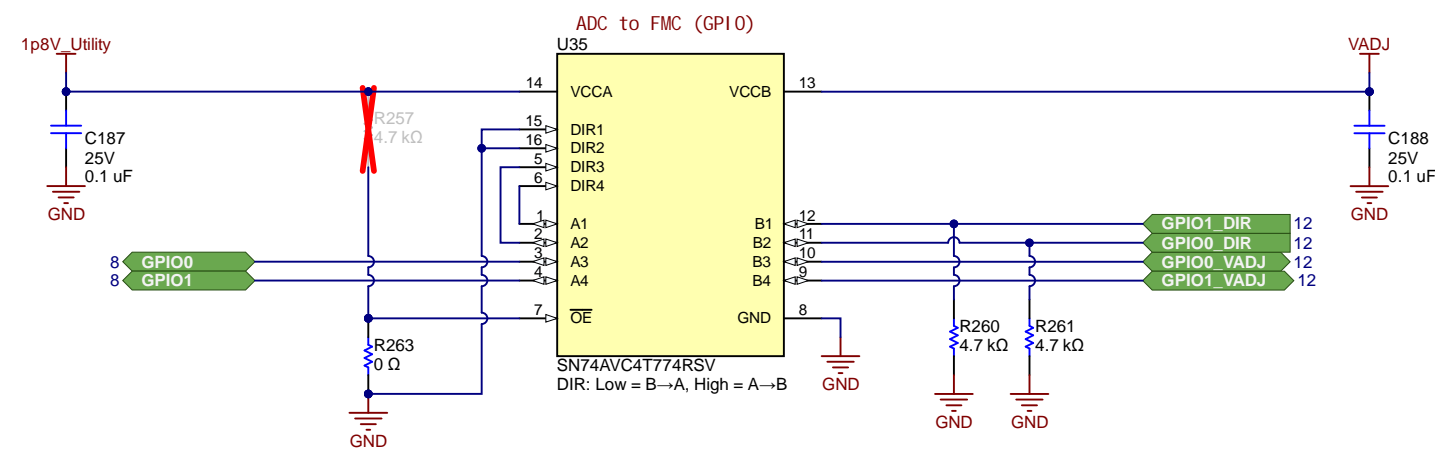 ADC to FMC (GPIO)
1p8V_Utility
U35
VADJ
14
VCCA
VCCB
13
R257
4.7 kΩ
C187
25V
0.1 uF
GND
C188
25V
0.1 uF
GND
15
DIR1
16
DIR2
5
DIR3
6
DIR4
1
A1
B1
12
GPIO1_DIR
12
2
A2
B2
11
GPIO0_DIR
12
8
GPIO0
3
A3
B3
10
GPIO0_VADJ
12
8
GPIO1
4
A4
B4
9
GPIO1_VADJ
12
7
OE
GND
8
R263
0 Ω
GND
R260
4.7 kΩ
GND
R261
4.7 kΩ
GND
GND
SN74AVC4T774RSV
DIR: Low = B→A, High = A→B